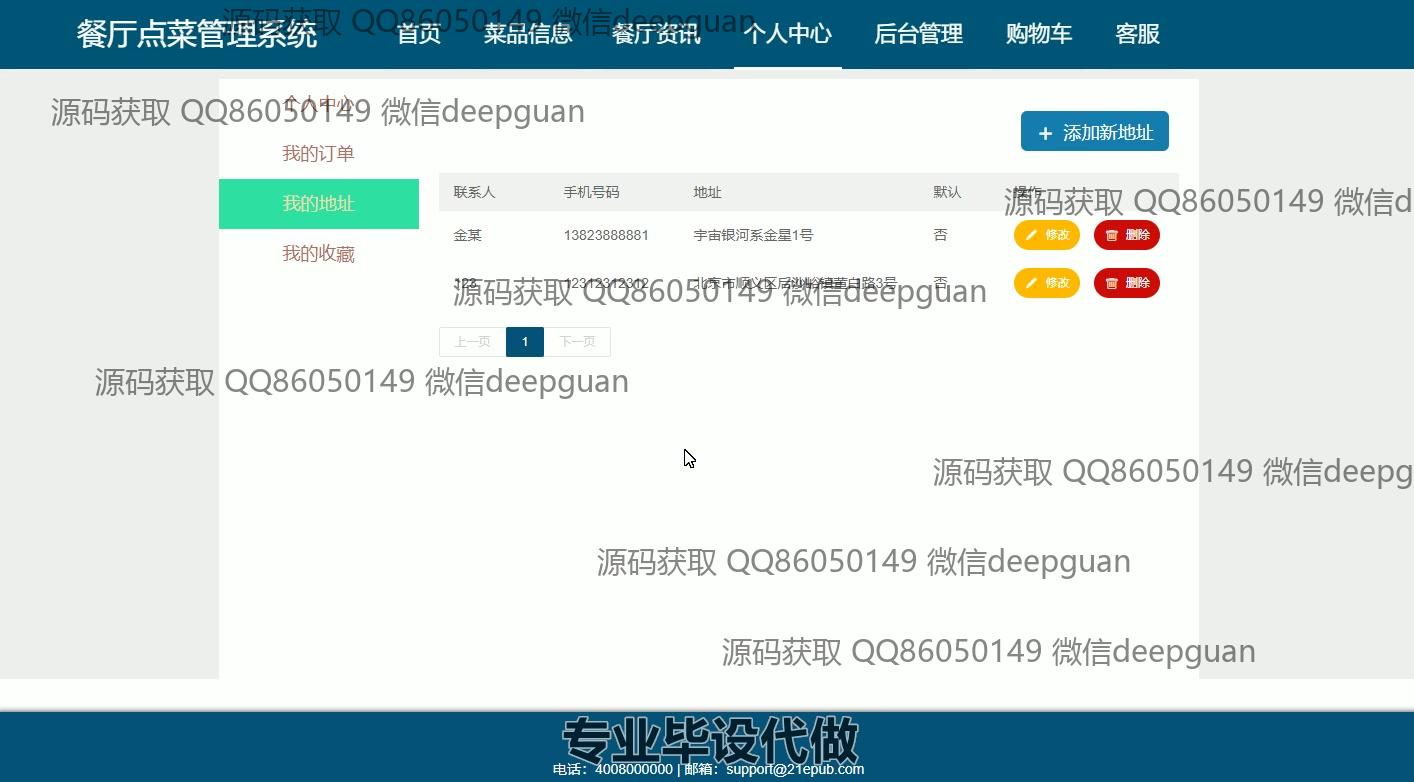 餐厅点菜管理系统 首页 菜品信息 餐厅资讯 个人中心 后台管理 购物车 客服
源码获取 QQ86050149 微信deepguan
个人中心
源码获取 QQ86050149 微信deepguan
添加新地址
我的订单
联系人 手机号码 地址 默认 操作
我的地址
源码获取 QQ86050149 微信d
金某 13823888881 宇宙银河系金星1号 否 修改 删除
我的收藏
123 12312312312 北京市顺义区后沙峪镇董白路3号 否 修改 删除
源码获取 QQ86050149 微信deepguan
上一页 1 下一页
源码获取 QQ86050149 微信deepguan
源码获取 QQ86050149 微信deepg
源码获取 QQ86050149 微信deepguan
源码获取 QQ86050149 微信deepguan
专业毕设代做
电话：4008000000 | 邮箱：support@21epub.com